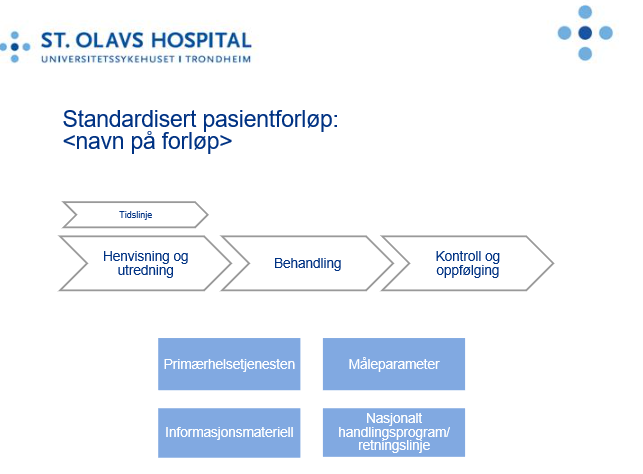 ST. OLAVS HOSPITAL
UNIVERSITETSSYKEHUSET I TRONDHEIM
Standardisert pasientforløp:
<navn på forløp>
Tidslinje
Henvisning og
utredning
Behandling
Kontroll og
oppfølging
Primærhelsetjenesten
Måleparameter
Informasjonsmateriell
Nasjonalt
handlingsprogram/
retningslinje